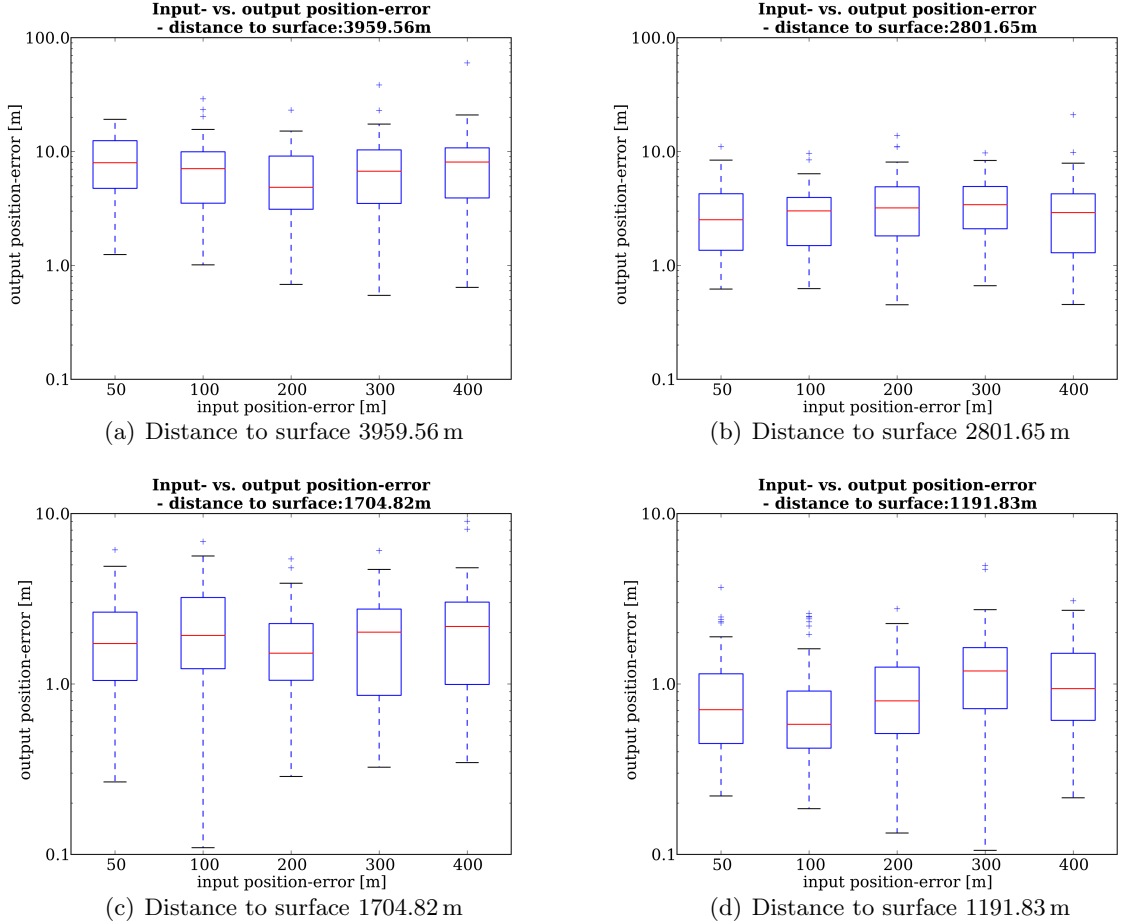 Input- vs. output position-error
- distance to surface:3959.56m
100.0
10.0
1.0
0.1
output position-error [m]
50 100 200 300 400
input position-error [m]
(a) Distance to surface 3959.56 m
Input- vs. output position-error
- distance to surface:2801.65m
100.0
10.0
1.0
0.1
output position-error [m]
50 100 200 300 400
input position-error [m]
(b) Distance to surface 2801.65 m
Input- vs. output position-error
- distance to surface:1704.82m
10.0
1.0
0.1
output position-error [m]
50 100 200 300 400
input position-error [m]
(c) Distance to surface 1704.82 m
Input- vs. output position-error
- distance to surface:1191.83m
10.0
1.0
0.1
output position-error [m]
50 100 200 300 400
input position-error [m]
(d) Distance to surface 1191.83 m